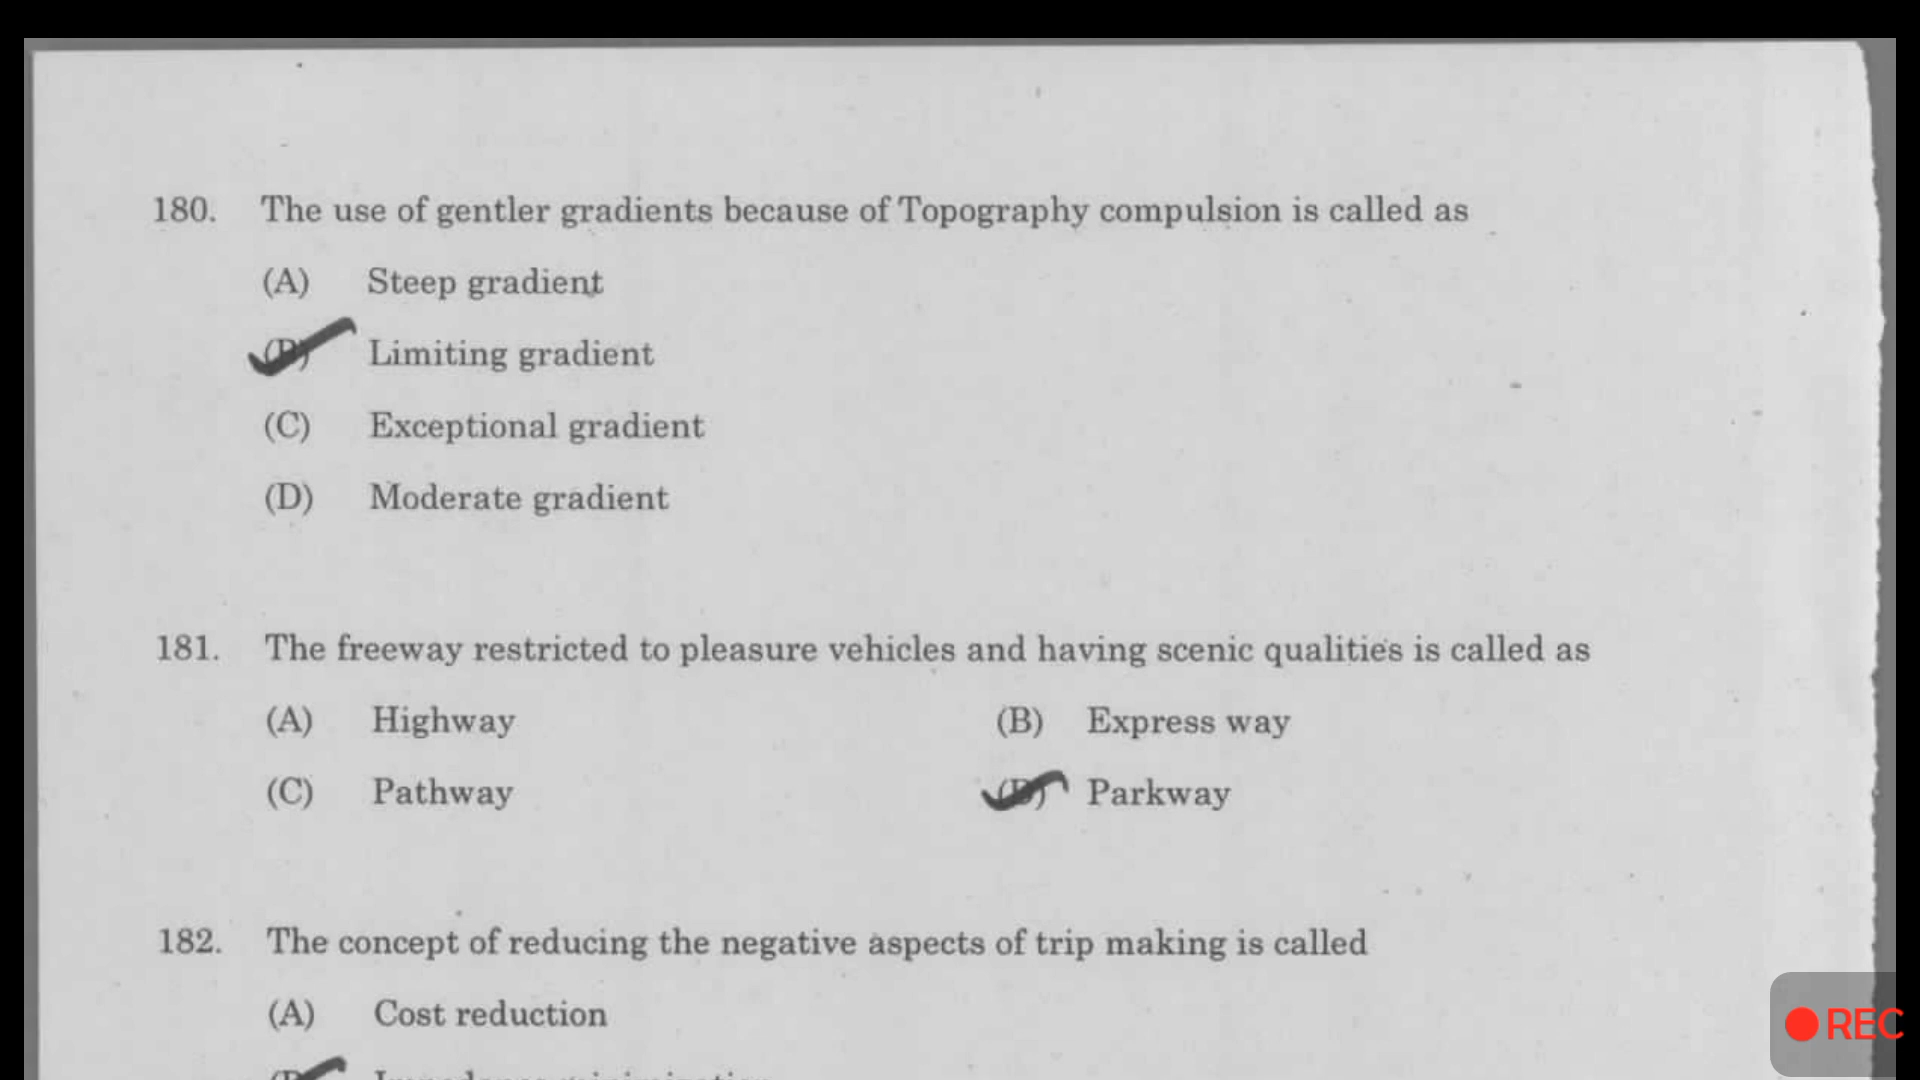 180. The use of gentler gradients because of Topography compulsion is called as
(A) Steep gradient
(B) Limiting gradient
(C) Exceptional gradient
(D) Moderate gradient
181. The freeway restricted to pleasure vehicles and having scenic qualities is called as
(A) Highway (B) Express way
(C) Pathway (D) Parkway
182. The concept of reducing the negative aspects of trip making is called
(A) Cost reduction
REC